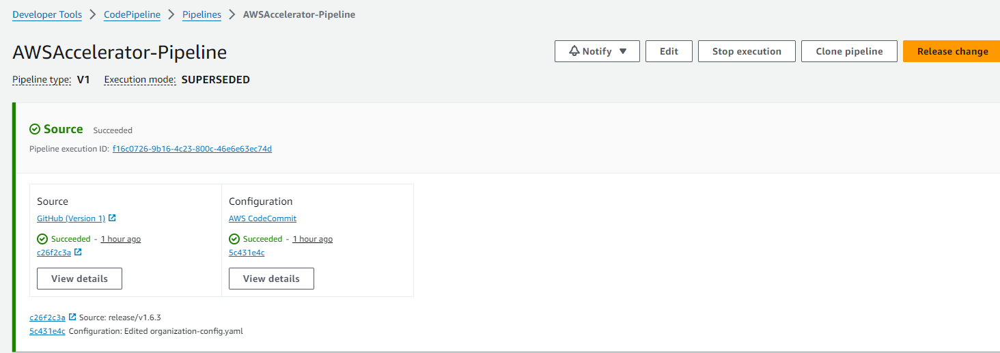 Developer Tools > CodePipeline > Pipelines > AWSAccelerator-Pipeline
AWSAccelerator-Pipeline
Notify Edit Stop execution Clone pipeline Release change
Pipeline type: V1 Execution mode: SUPERSEDED
Source Succeeded
Pipeline execution ID: f16c0726-9b16-4c23-800c-46e6e63ec74d
Source Configuration
GitHub (Version 1) AWS CodeCommit
Succeeded - 1 hour ago Succeeded - 1 hour ago
c26f2c3a 5c431e4c
View details View details
c26f2c3a Source: release/v1.6.3
5c431e4c Configuration: Edited organization-config.yaml